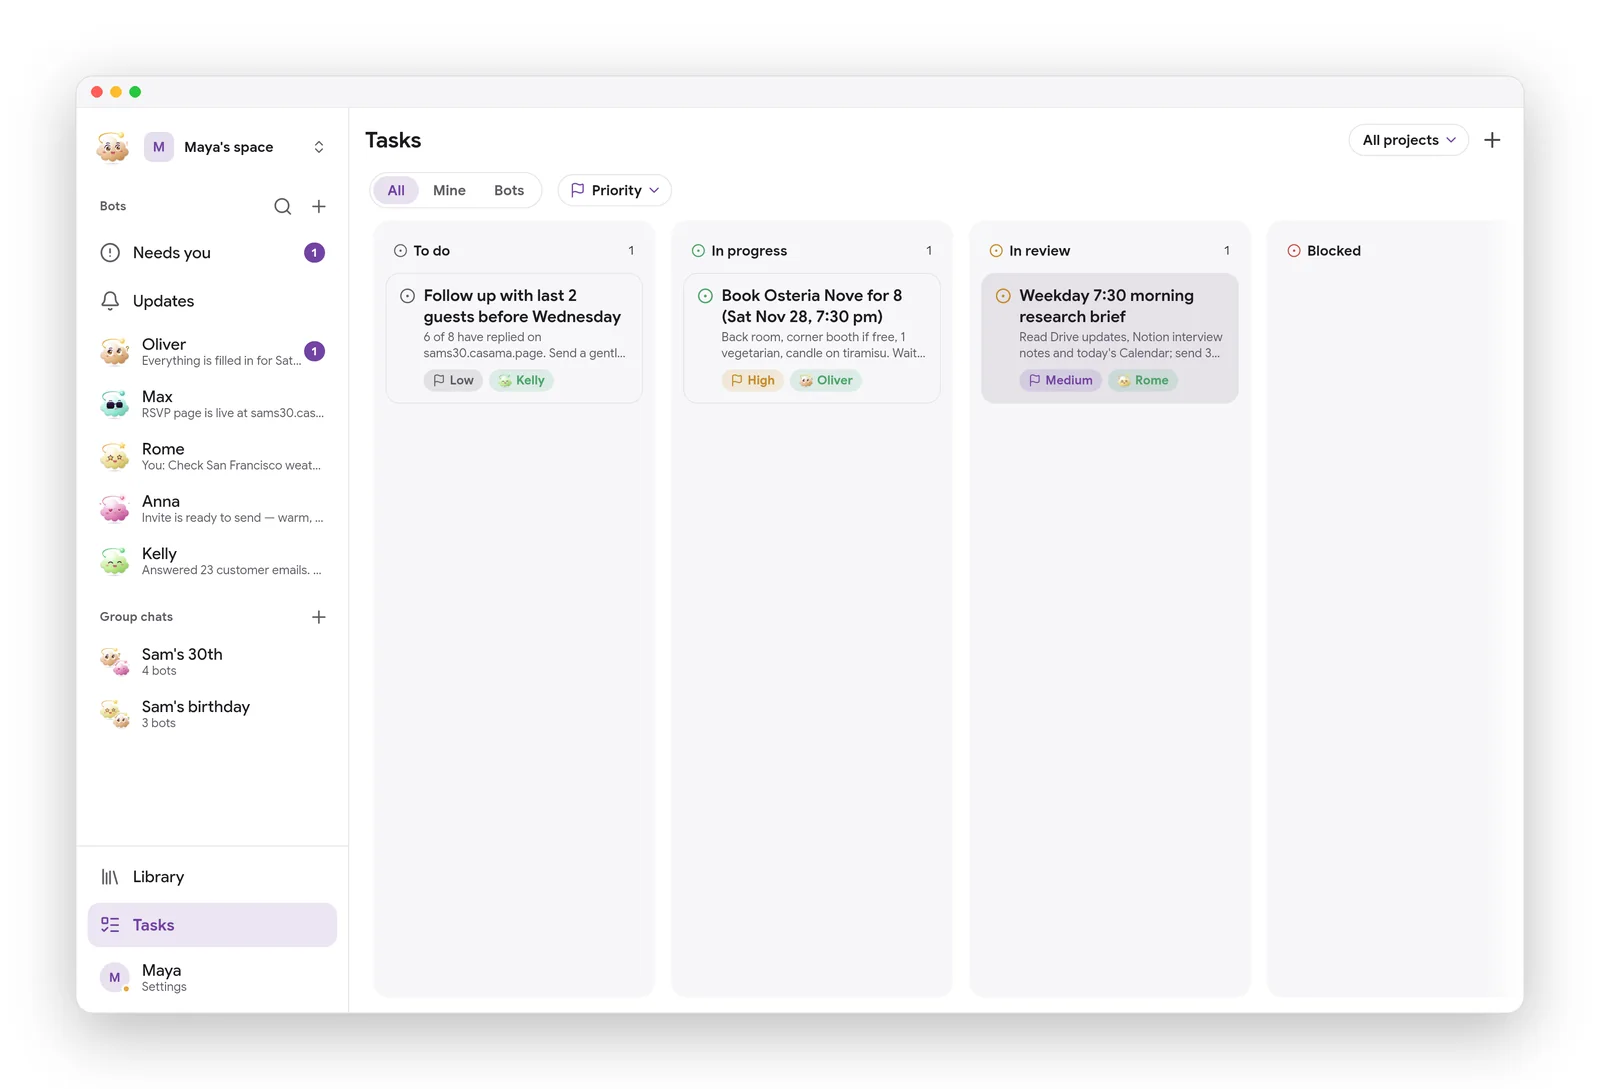 M
Maya's space
Bots
Needs you
1
Updates
Oliver
Everything is filled in for Sat...
1
Max
RSVP page is live at sams30.cas...
Rome
You: Check San Francisco weat...
Anna
Invite is ready to send — warm, ...
Kelly
Answered 23 customer emails. ...
Group chats
Sam's 30th
4 bots
Sam's birthday
3 bots
Library
Tasks
M
Maya
Settings
Tasks
All projects
All
Mine
Bots
Priority
To do
1
Follow up with last 2
guests before Wednesday
6 of 8 have replied on
sams30.casama.page. Send a gentl...
Low
Kelly
In progress
1
Book Osteria Nove for 8
(Sat Nov 28, 7:30 pm)
Back room, corner booth if free, 1
vegetarian, candle on tiramisu. Wait...
High
Oliver
In review
1
Weekday 7:30 morning
research brief
Read Drive updates, Notion interview
notes and today's Calendar; send 3...
Medium
Rome
Blocked